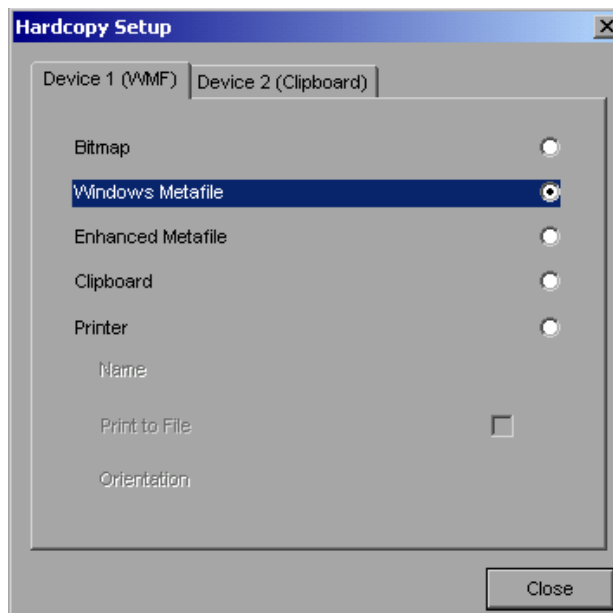 Hardcopy Setup
Device 1 (WMF) Device 2 (Clipboard)
Bitmap
Windows Metafile
Enhanced Metafile
Clipboard
Printer
Name
Print to File
Orientation
Close